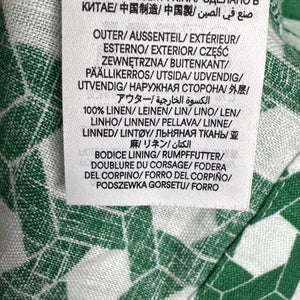 СДЕЛАНО В
КИТАЕ/ 中国制造/ 中国製/ صنع في الصين
OUTER/ AUSSENTEIL/ EXTÉRIEUR/
ESTERNO/ EXTERIOR/ CZĘŚĆ
ZEWNĘTRZNA/ BUITENKANT/
PÄÄLLIKERROS/ UTSIDA/ UDVENDIG/
UTVENDIG/ НАРУЖНАЯ СТОРОНА/ 外层/
アウター/ الكسوة الخارجية/
100% LINEN/ LEINEN/ LIN/ LINO/ LEN/
LINHO/ LINNEN/ PELLAVA/ LINNE/
LINNED/ LINTØY/ ЛЬНЯНАЯ ТКАНЬ/ 亚
麻/ リネン/ الكتان/
BODICE LINING/ RUMPFFUTTER/
DOUBLURE DU CORSAGE/ FODERA
DEL CORPINO/ FORRO DEL CORPIÑO/
PODSZEWKA GORSETU/ FORRO